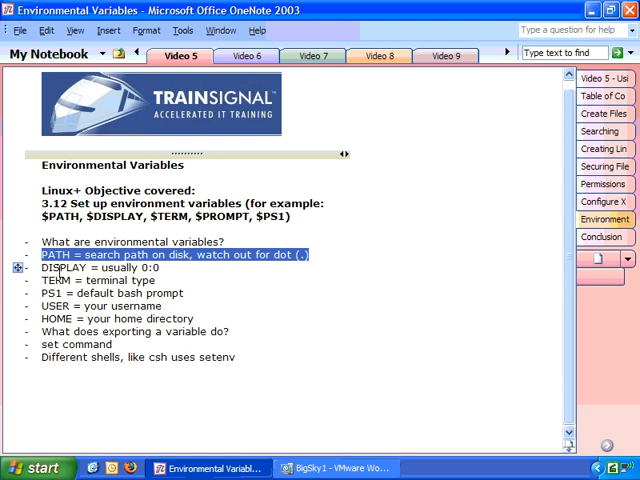 Environmental Variables - Microsoft Office OneNote 2003
File Edit View Insert Format Tools Window Help
Type a question for help
My Notebook
Video 5
Video 6
Video 7
Video 8
Video 9
Type text to find
TRAINSIGNAL™
ACCELERATED IT TRAINING
Environmental Variables
Linux+ Objective covered:
3.12 Set up environment variables (for example:
$PATH, $DISPLAY, $TERM, $PROMPT, $PS1)
- What are environmental variables?
- PATH = search path on disk, watch out for dot (.)
- DISPLAY = usually 0:0
- TERM = terminal type
- PS1 = default bash prompt
- USER = your username
- HOME = your home directory
- What does exporting a variable do?
- set command
- Different shells, like csh uses setenv
Video 5 - Usi
Table of Co
Create Files
Searching
Creating Lin
Securing File
Permissions
Configure X
Environment
Conclusion
start
Environmental Variabl...
BigSky1 - VMware Wo...